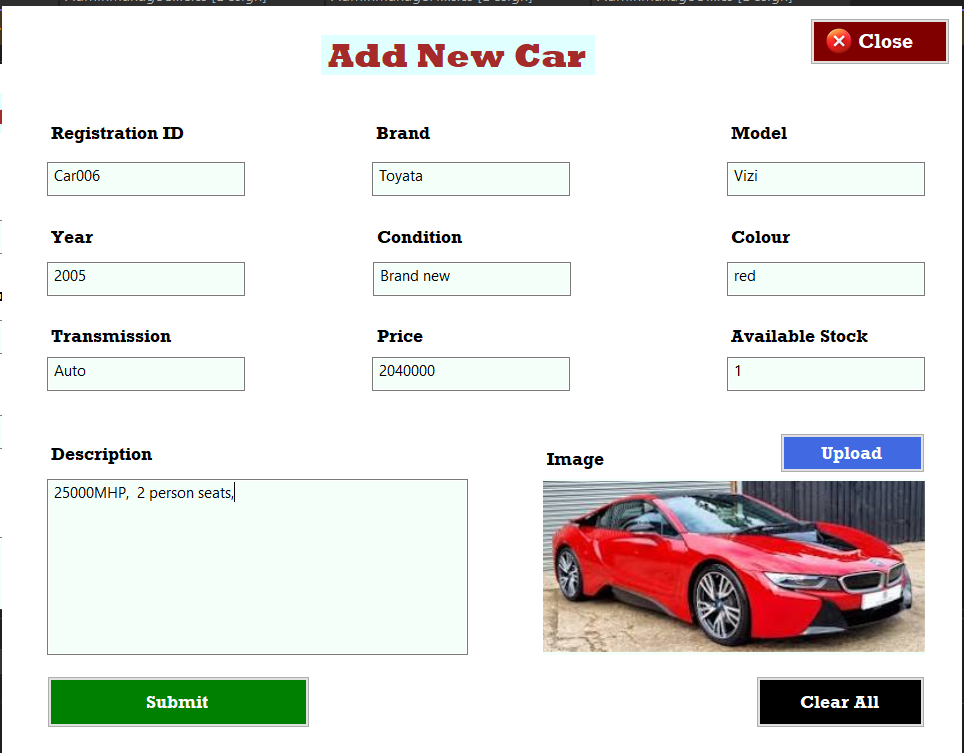 Add New Car
Close
Registration ID
Brand
Model
Car006
Toyata
Vizi
Year
Condition
Colour
2005
Brand new
red
Transmission
Price
Available Stock
Auto
2040000
1
Description
Image
Upload
25000MHP, 2 person seats,
Submit
Clear All